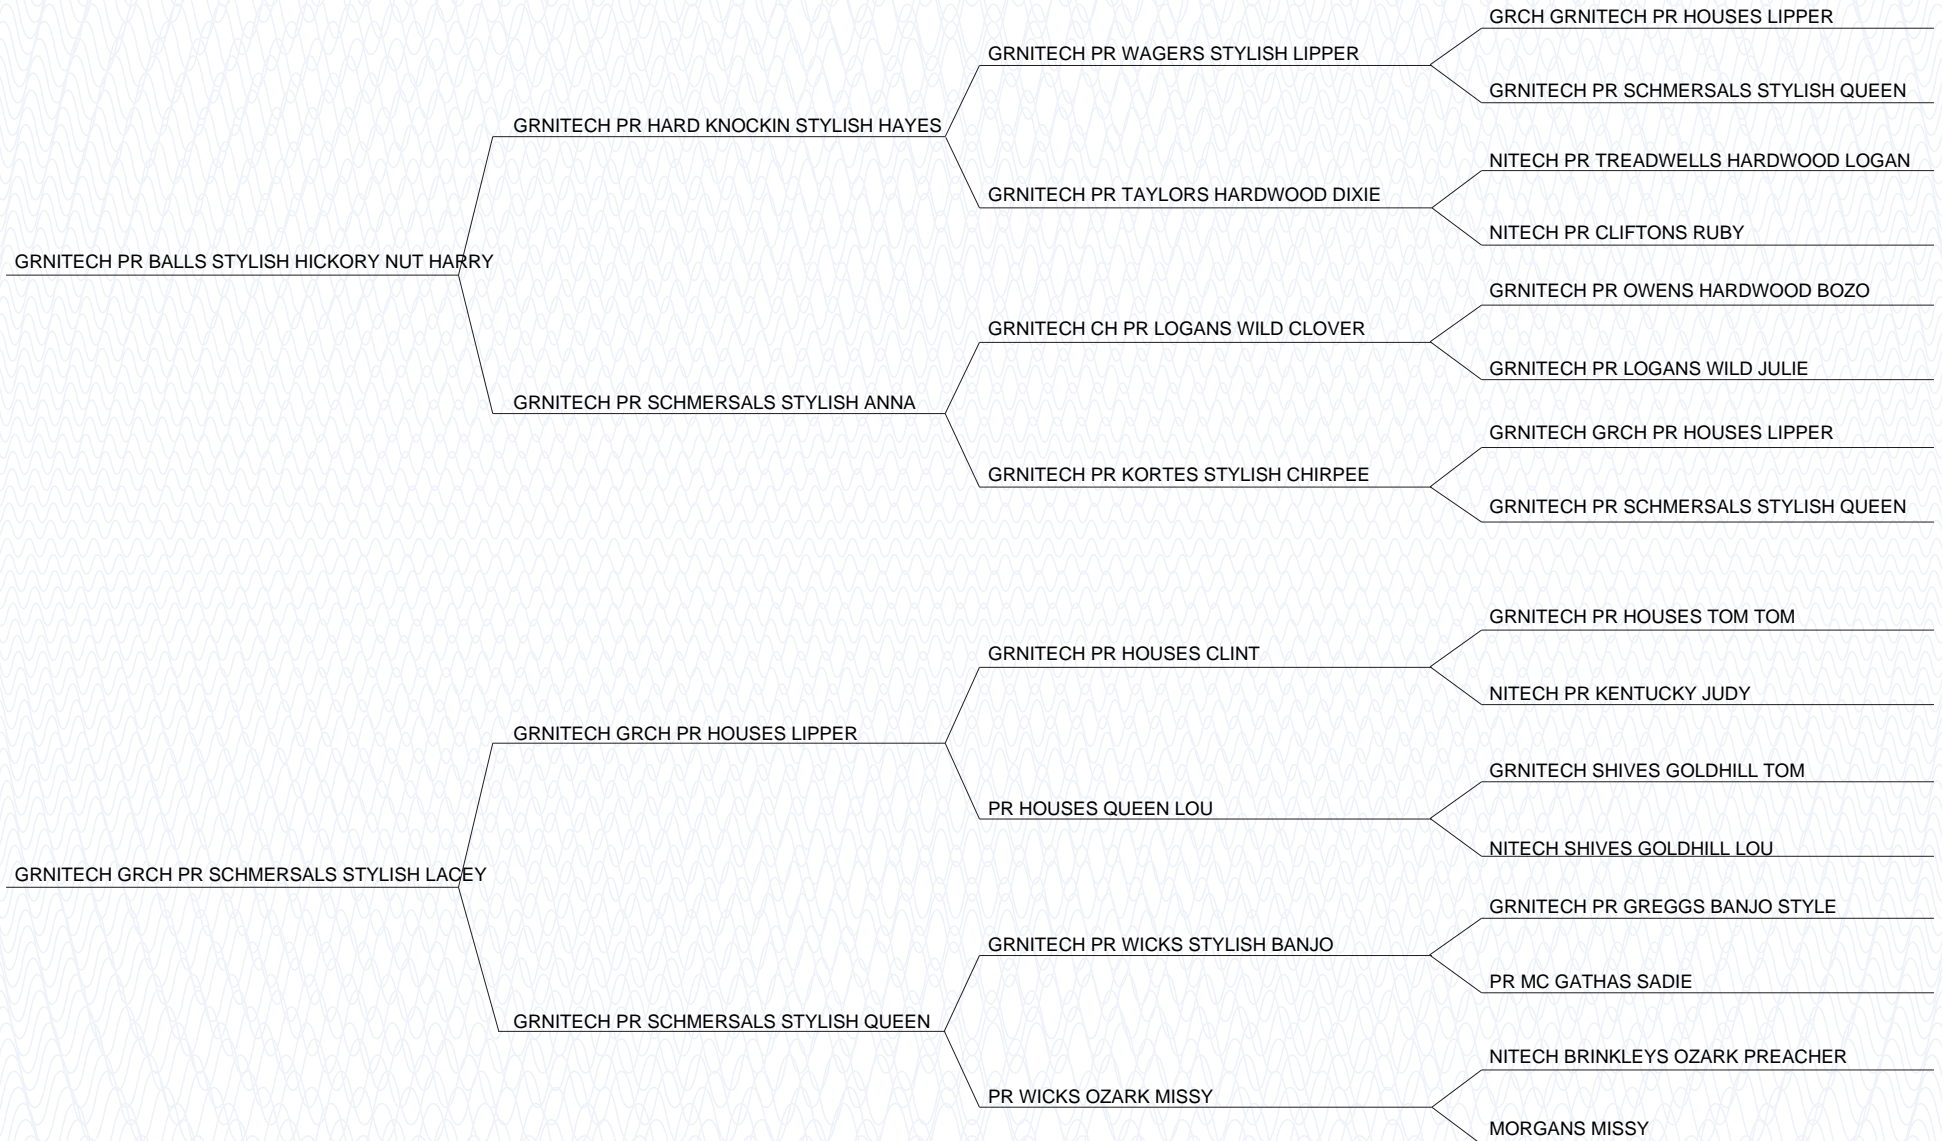 GRCH GRNITECH PR HOUSES LIPPER
GRNITECH PR WAGERS STYLISH LIPPER
GRNITECH PR SCHMERSALS STYLISH QUEEN
GRNITECH PR HARD KNOCKIN STYLISH HAYES
NITECH PR TREADWELLS HARDWOOD LOGAN
GRNITECH PR TAYLORS HARDWOOD DIXIE
NITECH PR CLIFTONS RUBY
GRNITECH PR BALLS STYLISH HICKORY NUT HARRY
GRNITECH PR OWENS HARDWOOD BOZO
GRNITECH CH PR LOGANS WILD CLOVER
GRNITECH PR LOGANS WILD JULIE
GRNITECH PR SCHMERSALS STYLISH ANNA
GRNITECH GRCH PR HOUSES LIPPER
GRNITECH PR KORTES STYLISH CHIRPEE
GRNITECH PR SCHMERSALS STYLISH QUEEN
GRNITECH PR HOUSES TOM TOM
GRNITECH PR HOUSES CLINT
NITECH PR KENTUCKY JUDY
GRNITECH GRCH PR HOUSES LIPPER
GRNITECH SHIVES GOLDHILL TOM
PR HOUSES QUEEN LOU
NITECH SHIVES GOLDHILL LOU
GRNITECH GRCH PR SCHMERSALS STYLISH LACEY
GRNITECH PR GREGGS BANJO STYLE
GRNITECH PR WICKS STYLISH BANJO
PR MC GATHAS SADIE
GRNITECH PR SCHMERSALS STYLISH QUEEN
NITECH BRINKLEYS OZARK PREACHER
PR WICKS OZARK MISSY
MORGANS MISSY